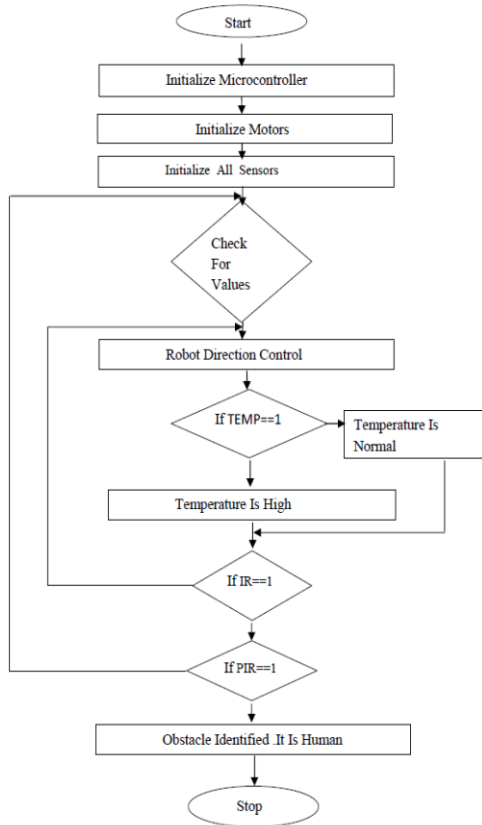 Start
Initialize Microcontroller
Initialize Motors
Initialize All Sensors
Check
For
Values
Robot Direction Control
If TEMP==1
Temperature Is
Normal
Temperature Is High
If IR==1
If PIR==1
Obstacle Identified .It Is Human
Stop